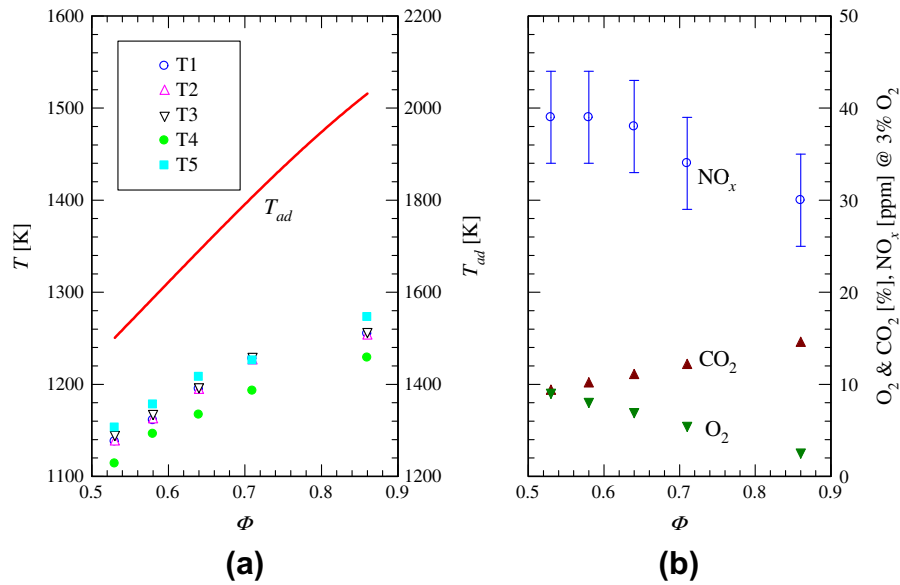 1600
1500
1400
1300
1200
1100
T [K]
T1
T2
T3
T4
T5
T_ad
2200
2000
1800
1600
1400
1200
T_ad [K]
0.5 0.6 0.7 0.8 0.9
Φ
(a)
NO_x
CO_2
O_2
50
40
30
20
10
0
O_2 & CO_2 [%], NO_x [ppm] @ 3% O_2
0.5 0.6 0.7 0.8 0.9
Φ
(b)